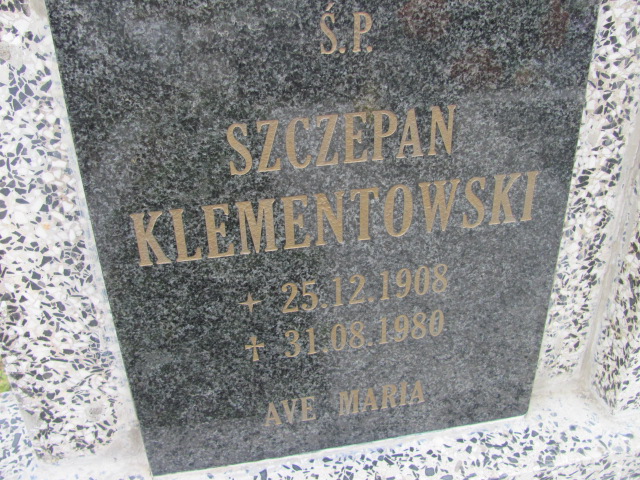 Ś.P.
SZCZEPAN
KLEMENTOWSKI
+ 25.12.1908
† 31.08.1980
AVE MARIA